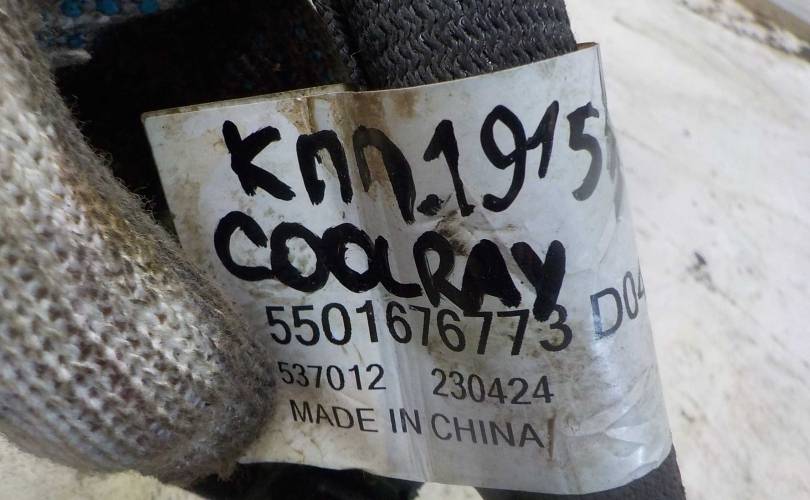 КПП.1915
COOLRAY
5501676773 D04
537012 230424
MADE IN CHINA